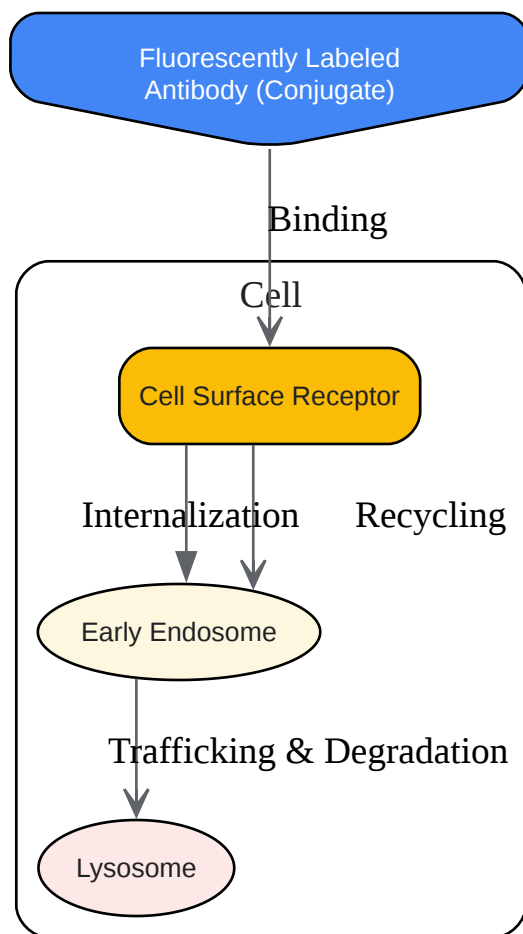 Fluorescently Labeled
Antibody (Conjugate)
Binding
Cell
Cell Surface Receptor
Internalization
Recycling
Early Endosome
Trafficking & Degradation
Lysosome